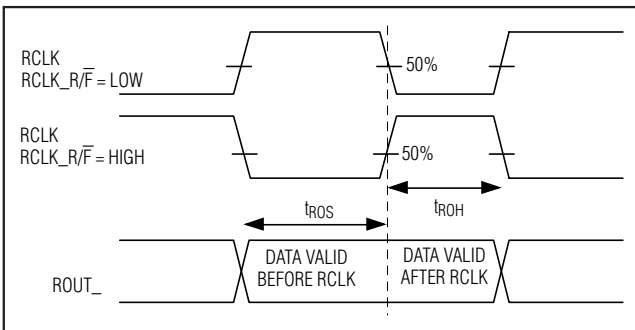 RCLK
RCLK_R/F̅ = LOW
50%
RCLK
RCLK_R/F̅ = HIGH
50%
tROS
tROH
DATA VALID
BEFORE RCLK
DATA VALID
AFTER RCLK
ROUT_